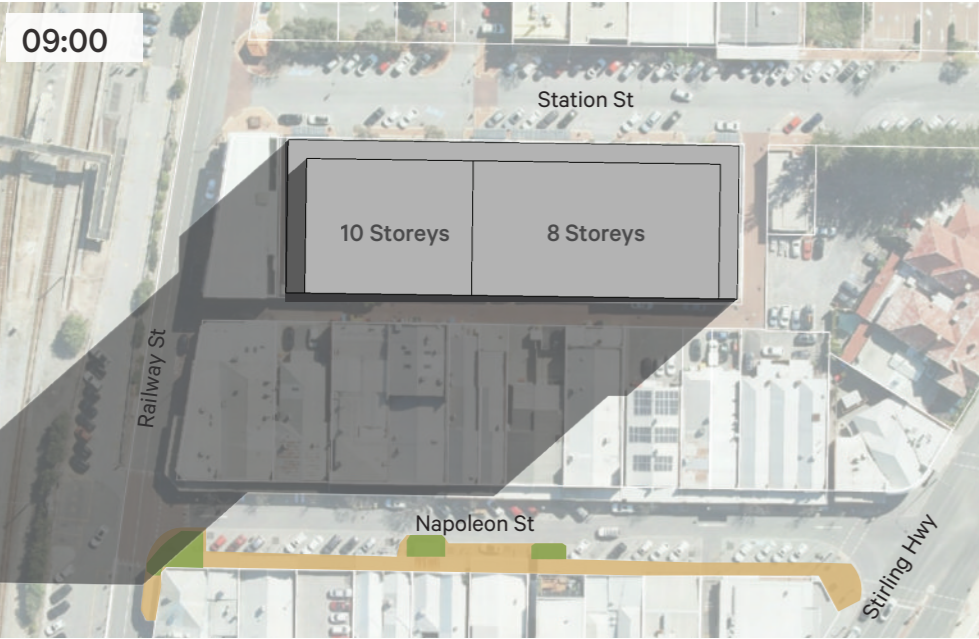 09:00
Station St
10 Storeys
8 Storeys
Railway St
Napoleon St
Stirling Hwy